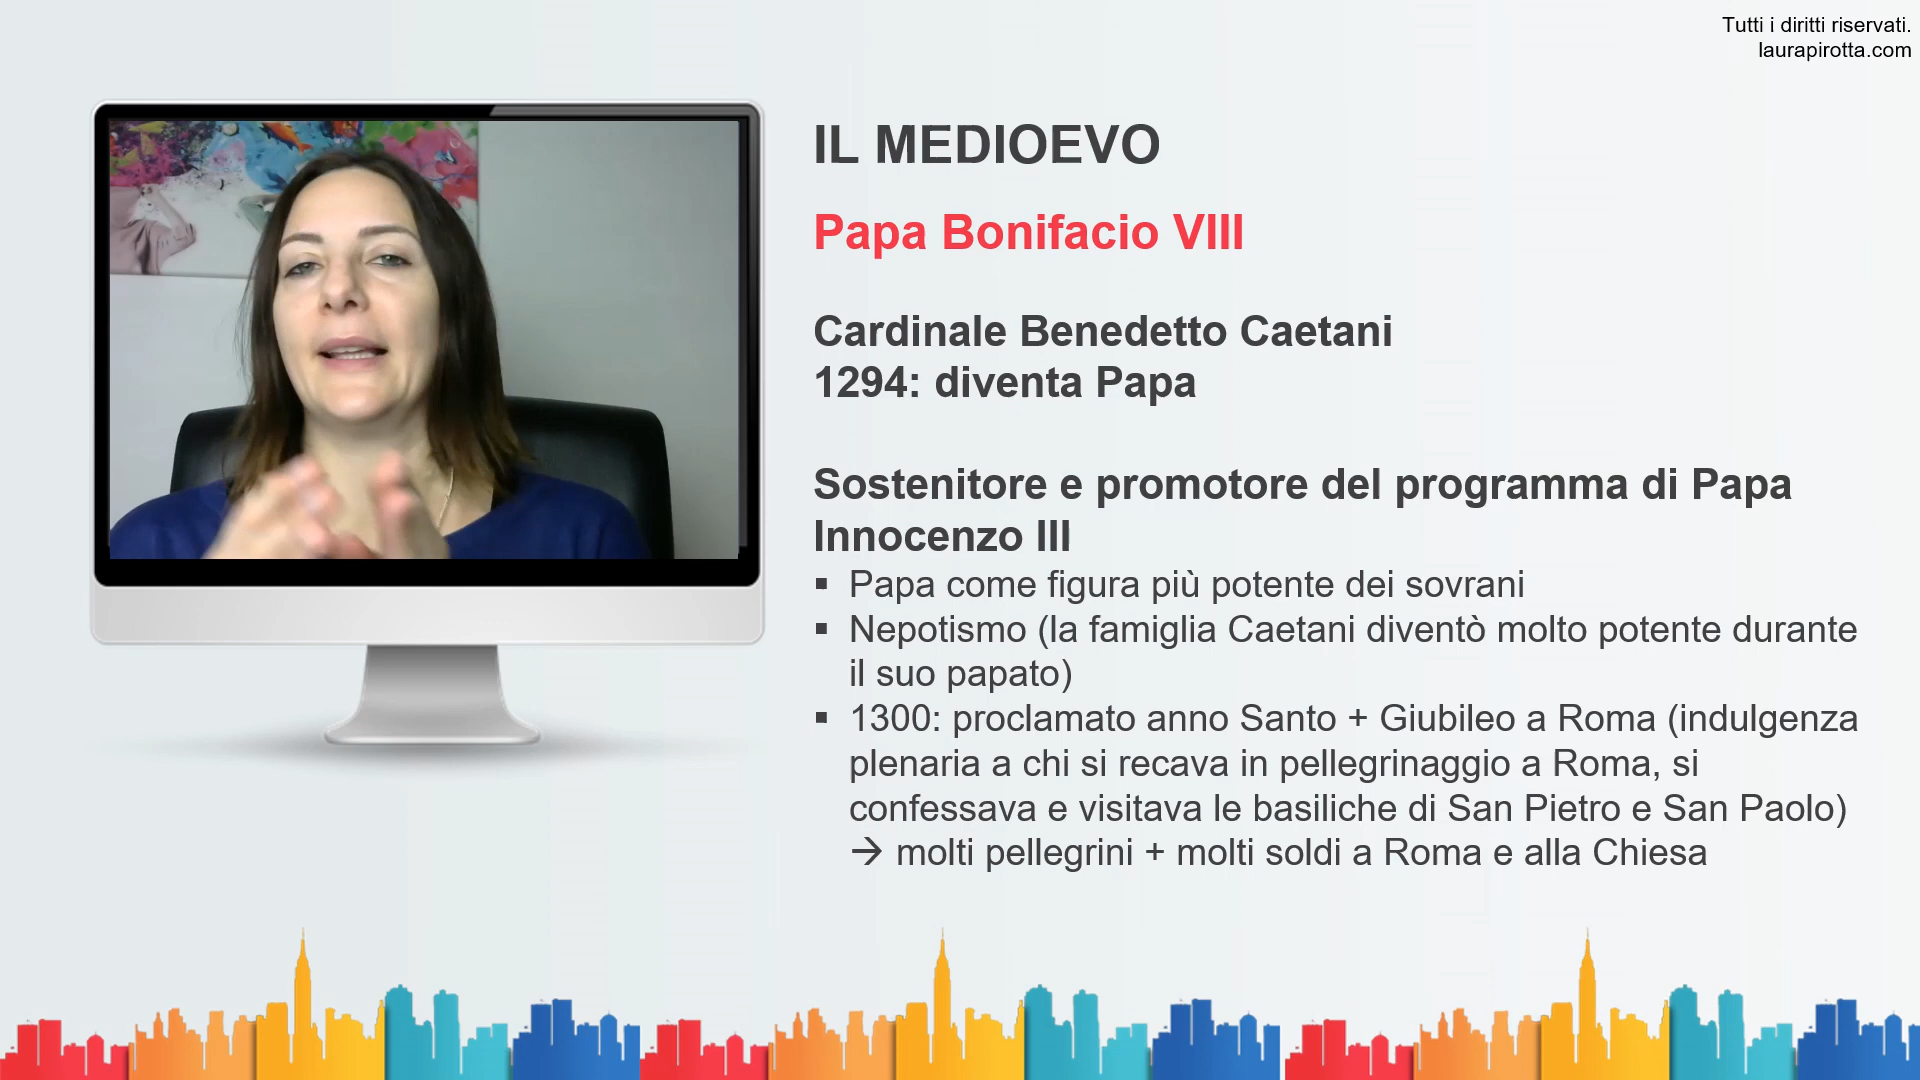 Tutti i diritti riservati.
laurapirotta.com
IL MEDIOEVO
Papa Bonifacio VIII
Cardinale Benedetto Caetani
1294: diventa Papa
Sostenitore e promotore del programma di Papa
Innocenzo III
▪ Papa come figura più potente dei sovrani
▪ Nepotismo (la famiglia Caetani diventò molto potente durante
il suo papato)
▪ 1300: proclamato anno Santo + Giubileo a Roma (indulgenza
plenaria a chi si recava in pellegrinaggio a Roma, si
confessava e visitava le basiliche di San Pietro e San Paolo)
→ molti pellegrini + molti soldi a Roma e alla Chiesa